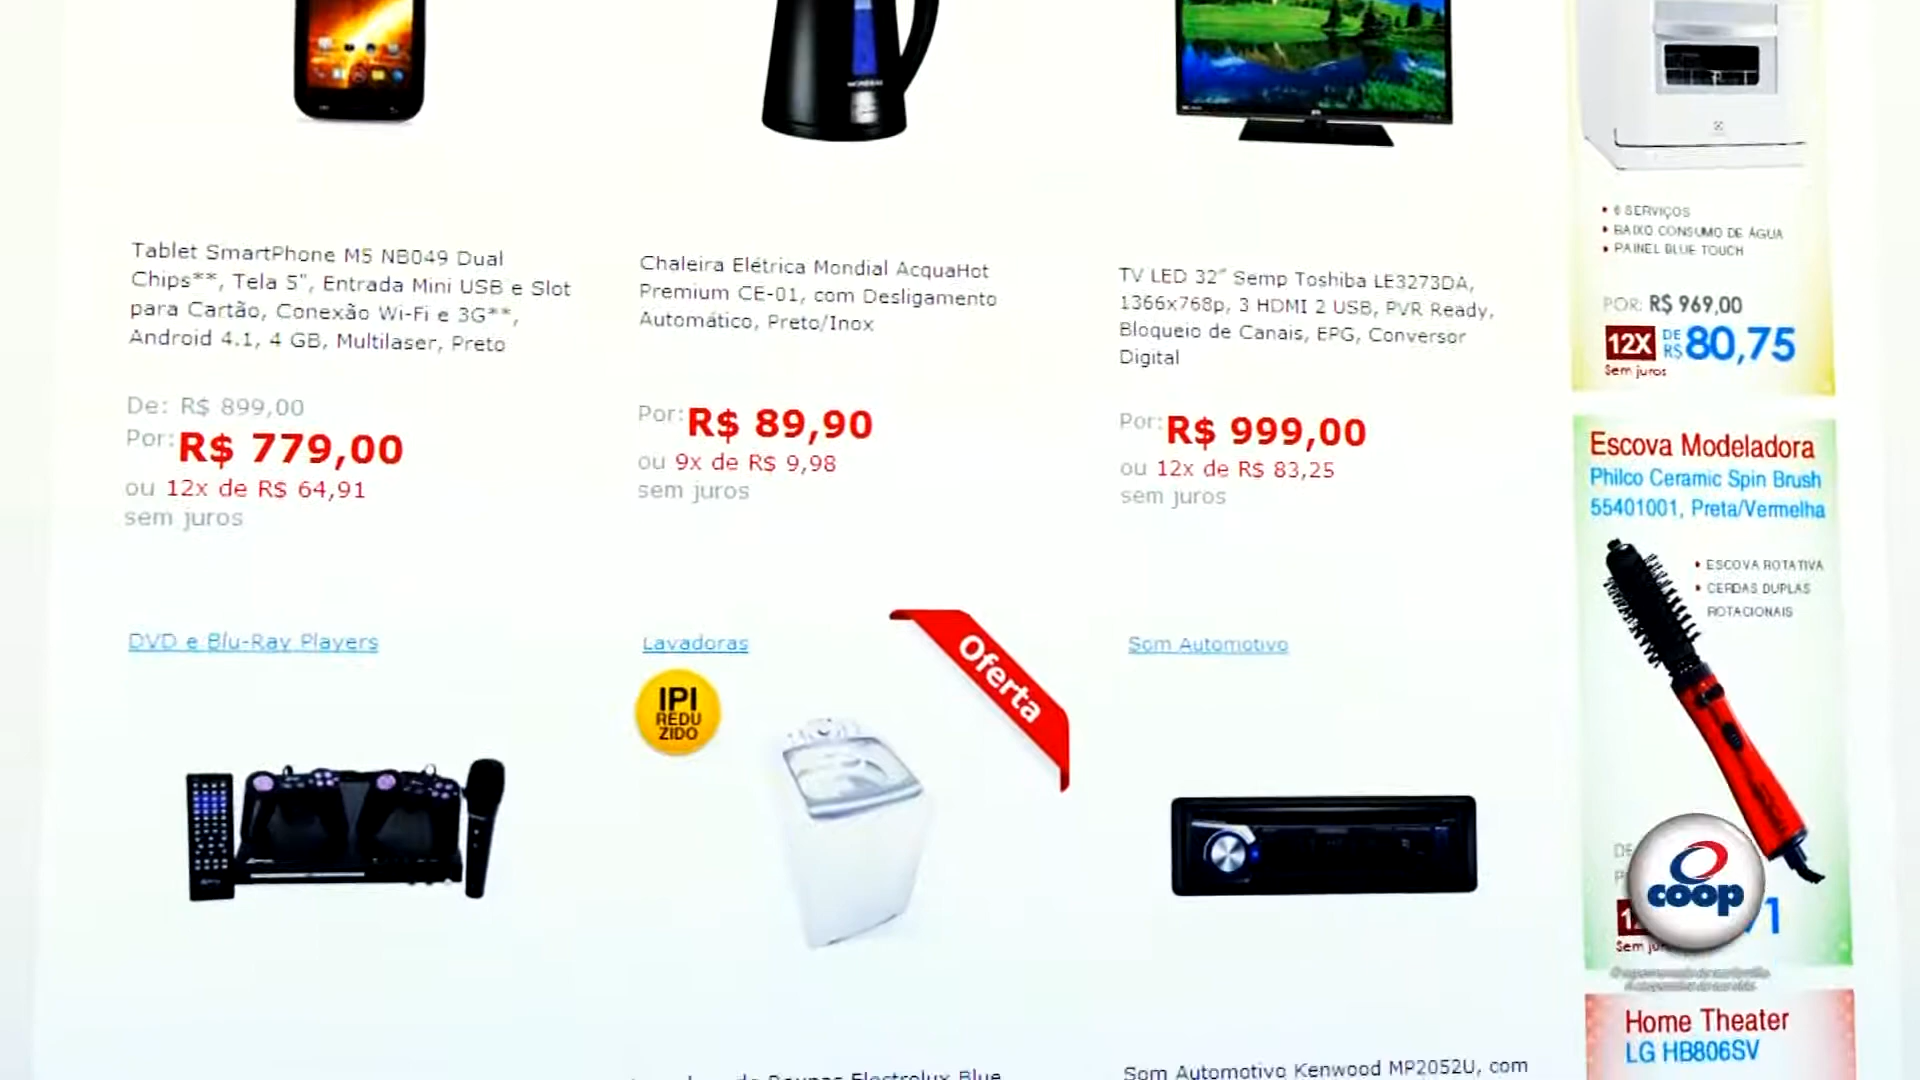 Tablet SmartPhone M5 NB049 Dual
Chips**, Tela 5", Entrada Mini USB e Slot
para Cartão, Conexão Wi-Fi e 3G**,
Android 4.1, 4 GB, Multilaser, Preto
De: R$ 899,00
Por: R$ 779,00
ou 12x de R$ 64,91
sem juros
Chaleira Elétrica Mondial AcquaHot
Premium CE-01, com Desligamento
Automático, Preto/Inox
Por: R$ 89,90
ou 9x de R$ 9,98
sem juros
TV LED 32" Semp Toshiba LE3273DA,
1366x768p, 3 HDMI 2 USB, PVR Ready,
Bloqueio de Canais, EPG, Conversor
Digital
Por: R$ 999,00
ou 12x de R$ 83,25
sem juros
• 6 SERVIÇOS
• BAIXO CONSUMO DE ÁGUA
• PAINEL BLUE TOUCH
POR: R$ 969,00
12X DE R$ 80,75
Sem juros
Escova Modeladora
Philco Ceramic Spin Brush
55401001, Preta/Vermelha
• ESCOVA ROTATIVA
• CERDAS DUPLAS
ROTACIONAIS
Sem
coop
DVD e Blu-Ray Players
Lavadoras
IPI
REDU
ZIDO
Oferta
Som Automotivo
Home Theater
LG HB806SV
Electrolux Blue
Som Automotivo Kenwood MP2052U, com